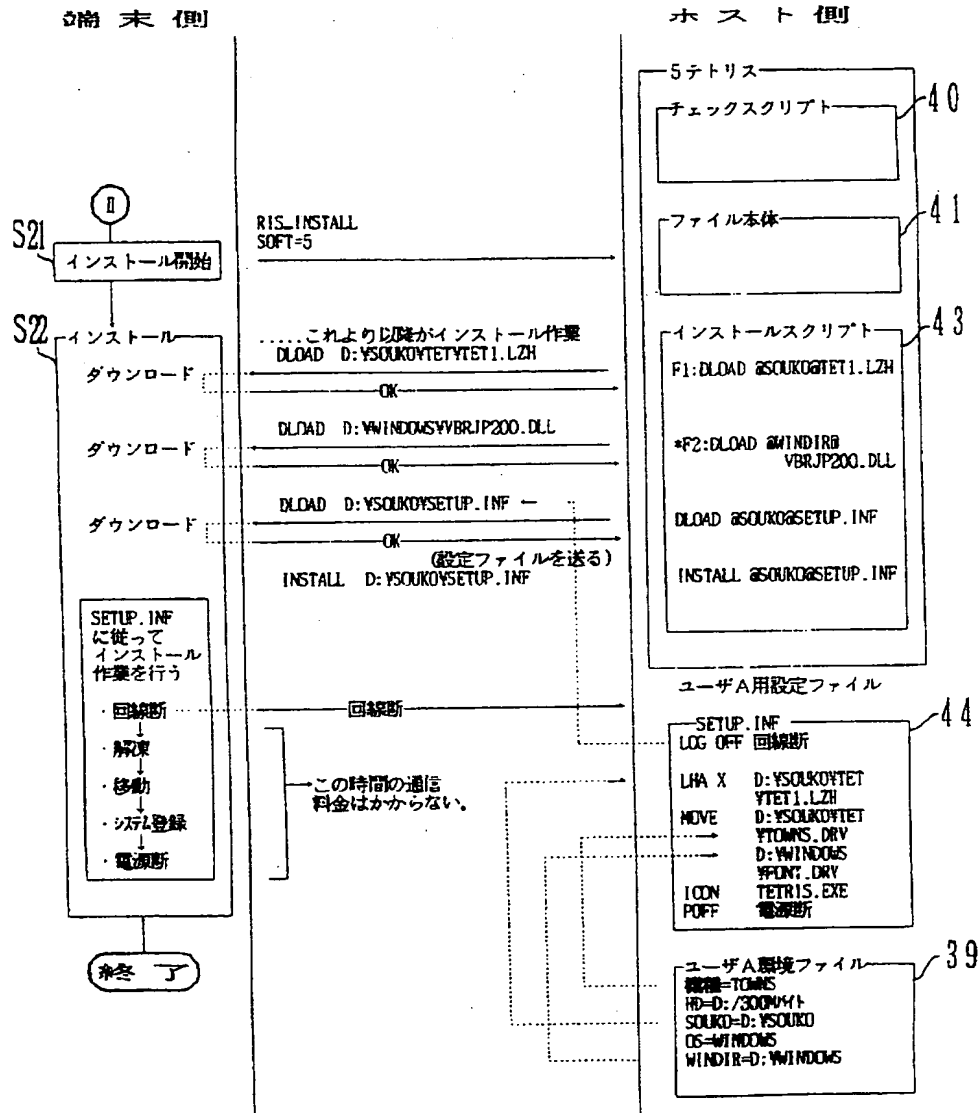 端末側
ホスト側
5テトリス
チェックスクリプト
40
ファイル本体
41
II
S21
インストール開始
RIS_INSTALL
SOFT=5
S22
インストール
.....これより以降がインストール作業
DLOAD D:¥SOUKO¥TET¥TET1.LZH
ダウンロード
OK
DLOAD D:¥WINDOWS¥VBRJP200.DLL
ダウンロード
OK
DLOAD D:¥SOUKO¥SETUP.INF
ダウンロード
OK
(設定ファイルを送る)
INSTALL D:¥SOUKO¥SETUP.INF
インストールスクリプト
43
F1:DLOAD @SOUKO@TET1.LZH
*F2:DLOAD @WINDIR@
VBRJP200.DLL
DLOAD @SOUKO@SETUP.INF
INSTALL @SOUKO@SETUP.INF
SETUP.INF
に従って
インストール
作業を行う
・回線断
・解凍
・移動
・システム登録
・電源断
回線断
この時間の通信
料金はかからない。
終了
ユーザA用設定ファイル
SETUP.INF
44
LOG OFF 回線断
LHA X D:¥SOUKO¥TET
¥TET1.LZH
MOVE D:¥SOUKO¥TET
¥TOWNS.DRV
D:¥WINDOWS
¥FONT.DRV
ICON TETRIS.EXE
POFF 電源断
ユーザA環境ファイル
39
機種=TOWNS
HD=D:/300Mバイト
SOUKO=D:¥SOUKO
OS=WINDOWS
WINDIR=D:¥WINDOWS